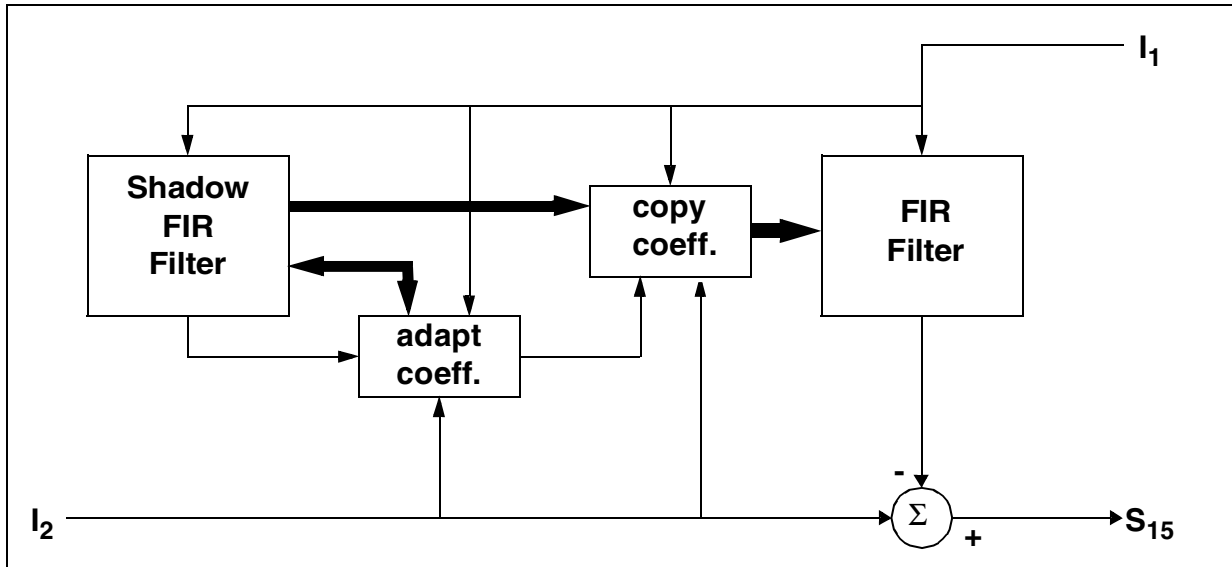 I1
Shadow
FIR
Filter
copy
coeff.
FIR
Filter
adapt
coeff.
-
I2
Σ
+
S15